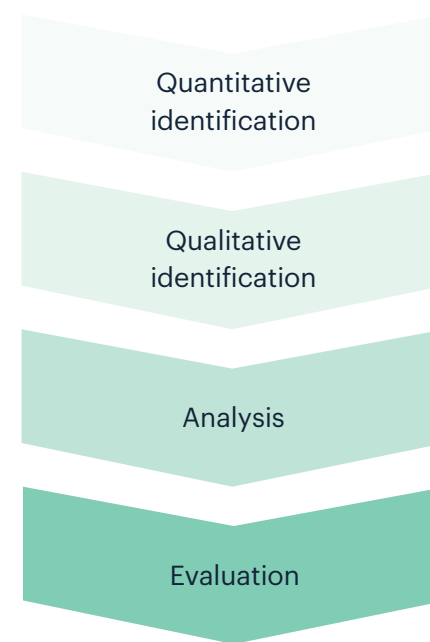 Quantitative
identification
Qualitative
identification
Analysis
Evaluation